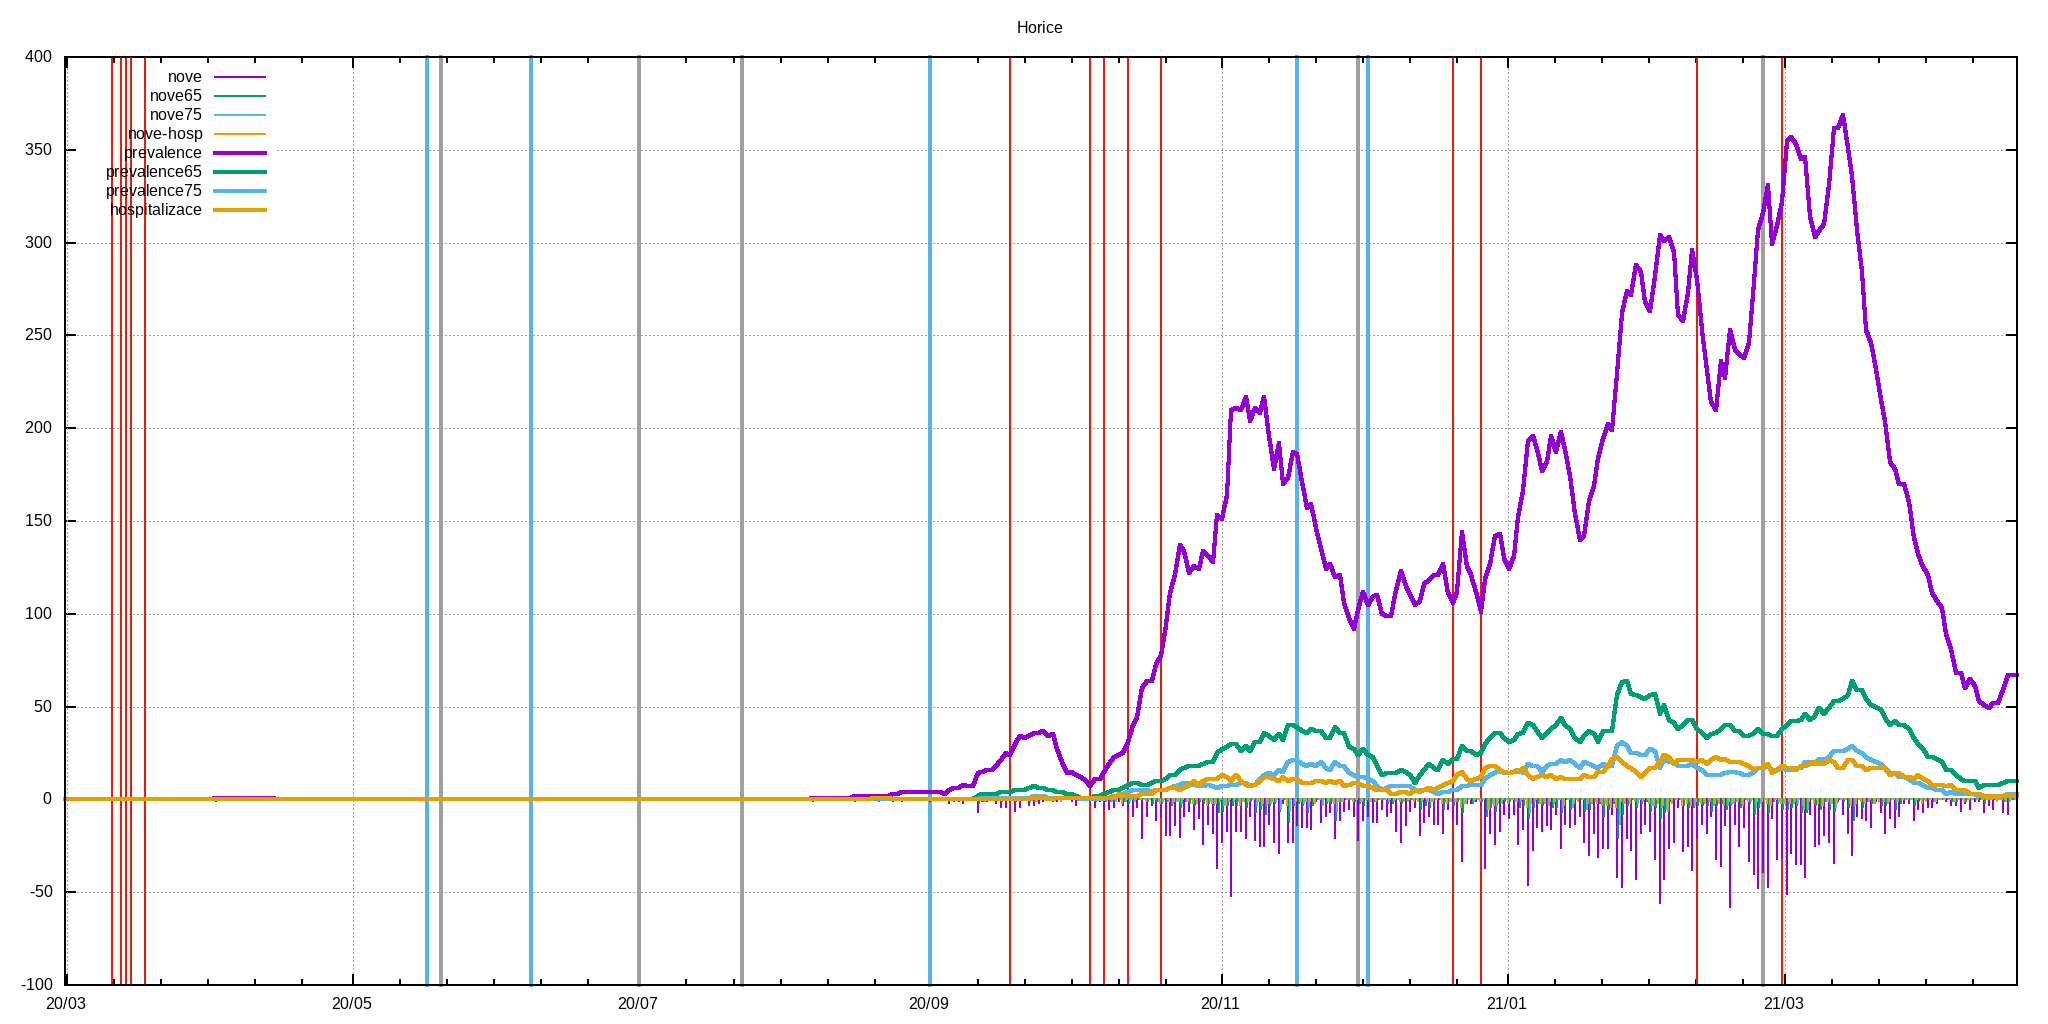 Horice
400
350
300
250
200
150
100
50
0
-50
-100
nove
nove65
nove75
nove-hosp
prevalence
prevalence65
prevalence75
hospitalizace
20/03 20/05 20/07 20/09 20/11 21/01 21/03